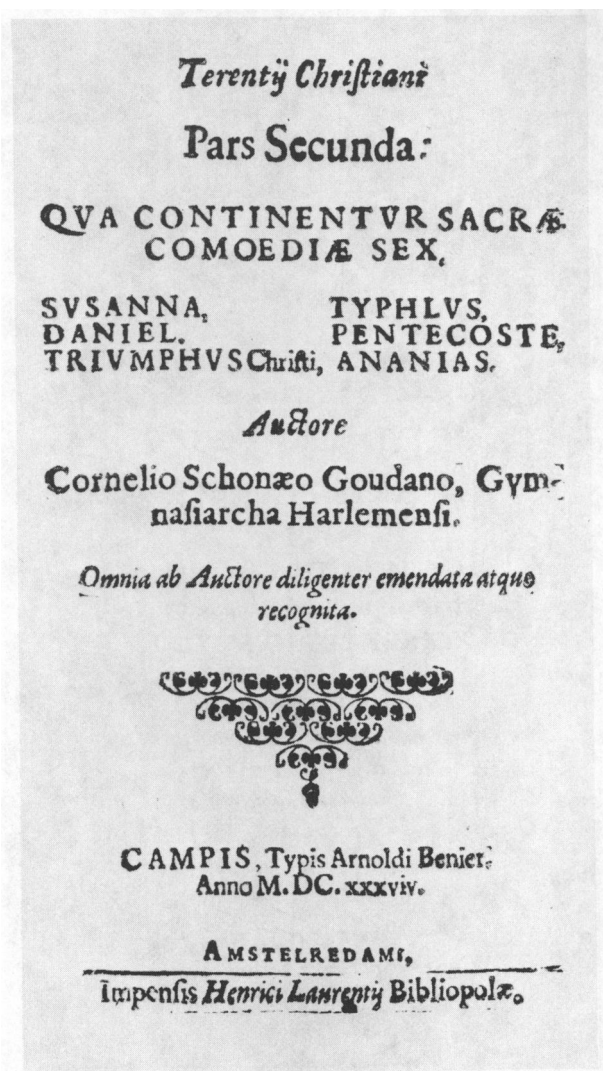 Terentij Christiani
Pars Secunda:
QVA CONTINENTVR SACRÆ
COMOEDIÆ SEX,
SVSANNA, TYPHLVS,
DANIEL. PENTECOSTE,
TRIVMPHVS Christi, ANANIAS.
Auctore
Cornelio Schonæo Goudano, Gym-
nasiarcha Harlemensi.
Omnia ab Auctore diligenter emendata atque
recognita.
CAMPIS, Typis Arnoldi Benier.
Anno M. DC. xxxviv.
AMSTELREDAMI,
Impensis Henrici Laurentij Bibliopolæ.